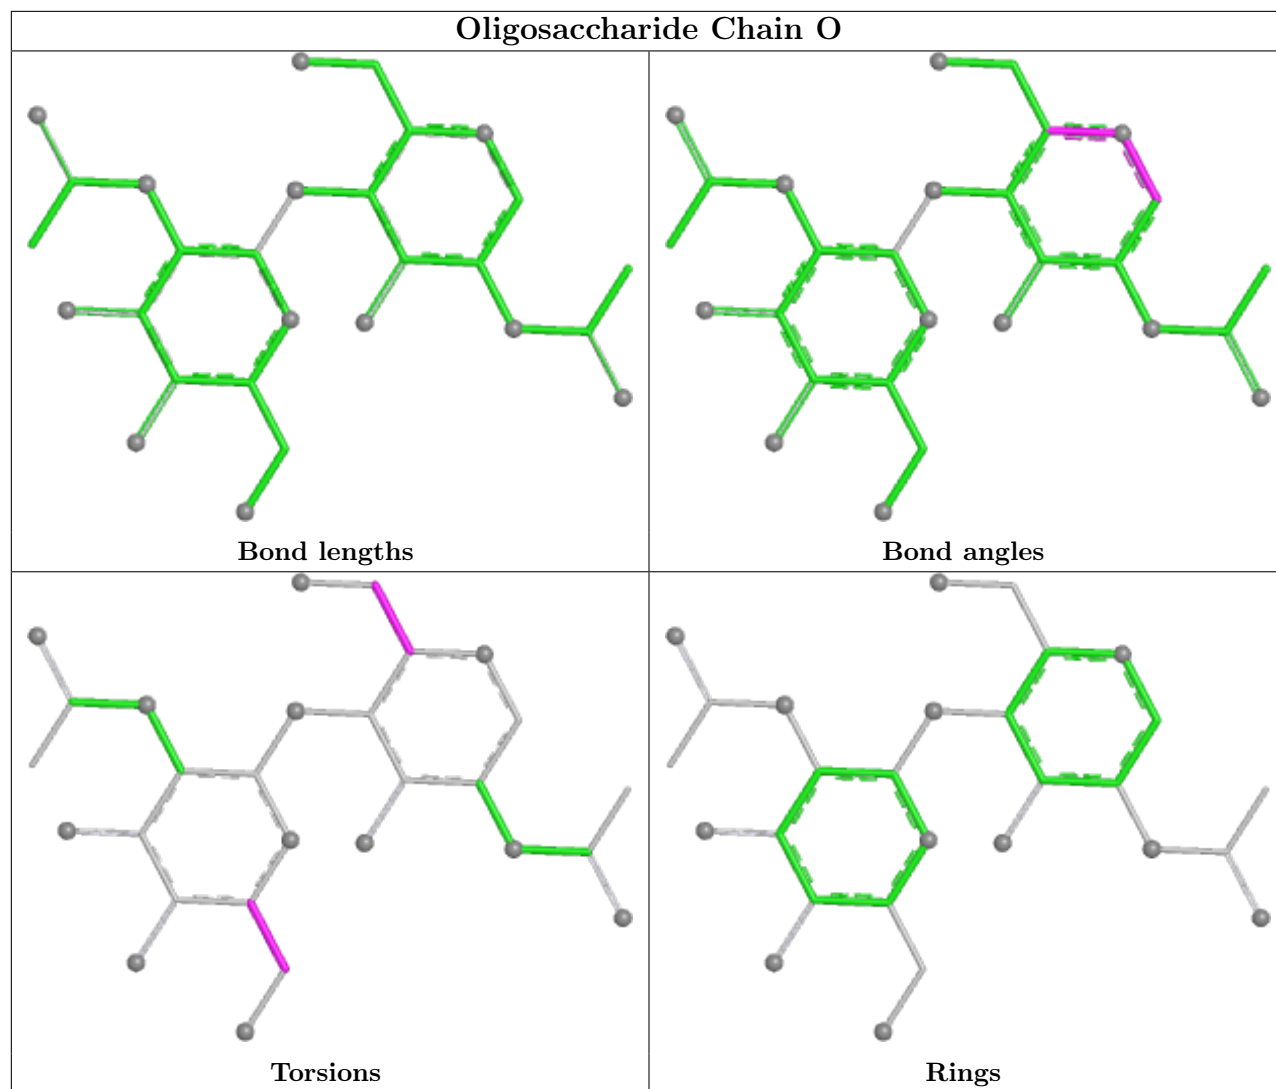 Oligosaccharide Chain O
Bond lengths
Bond angles
Torsions
Rings